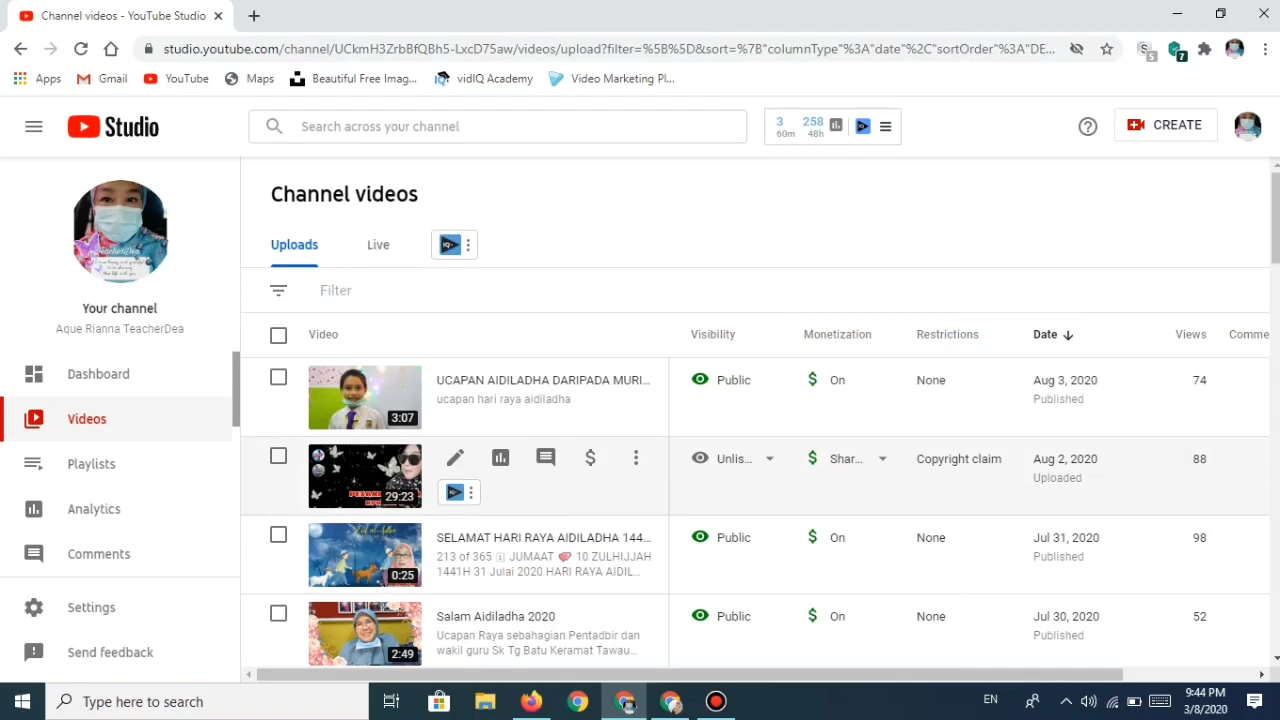 Channel videos - YouTube Studio
studio.youtube.com/channel/UCkmH3ZrbBfQBh5-LxcD75aw/videos/upload?filter=%5B%5D&sort=%7B"columnType"%3A"date"%2C"sortOrder"%3A"DE...
5
7
Apps
Gmail
YouTube
Maps
Beautiful Free Imag...
vidIQ Academy
Video Marketing Pl...
Studio
Search across your channel
3
60m
258
48h
CREATE
TeacherDea
Your channel
Aque Rianna TeacherDea
Dashboard
Videos
Playlists
Analytics
Comments
Settings
Send feedback
Channel videos
Uploads
Live
Filter
Video
Visibility
Monetization
Restrictions
Date
Views
Comme
3:07
UCAPAN AIDILADHA DARIPADA MURI...
ucapan hari raya aidiladha
Public
On
None
Aug 3, 2020
Published
74
29:23
Unlis...
Shar...
Copyright claim
Aug 2, 2020
Uploaded
88
0:25
SELAMAT HARI RAYA AIDILADHA 144...
213 of 365 🗓 JUMAAT 💝 10 ZULHIJJAH
1441H 31 Julai 2020 HARI RAYA AIDIL...
Public
On
None
Jul 31, 2020
Published
98
2:49
Salam Aidiladha 2020
Ucapan Raya sebahagian Pentadbir dan
wakil guru Sk Tg Batu Keramat Tawau...
Public
On
None
Jul 30, 2020
Published
52
Type here to search
EN
9:44 PM
3/8/2020